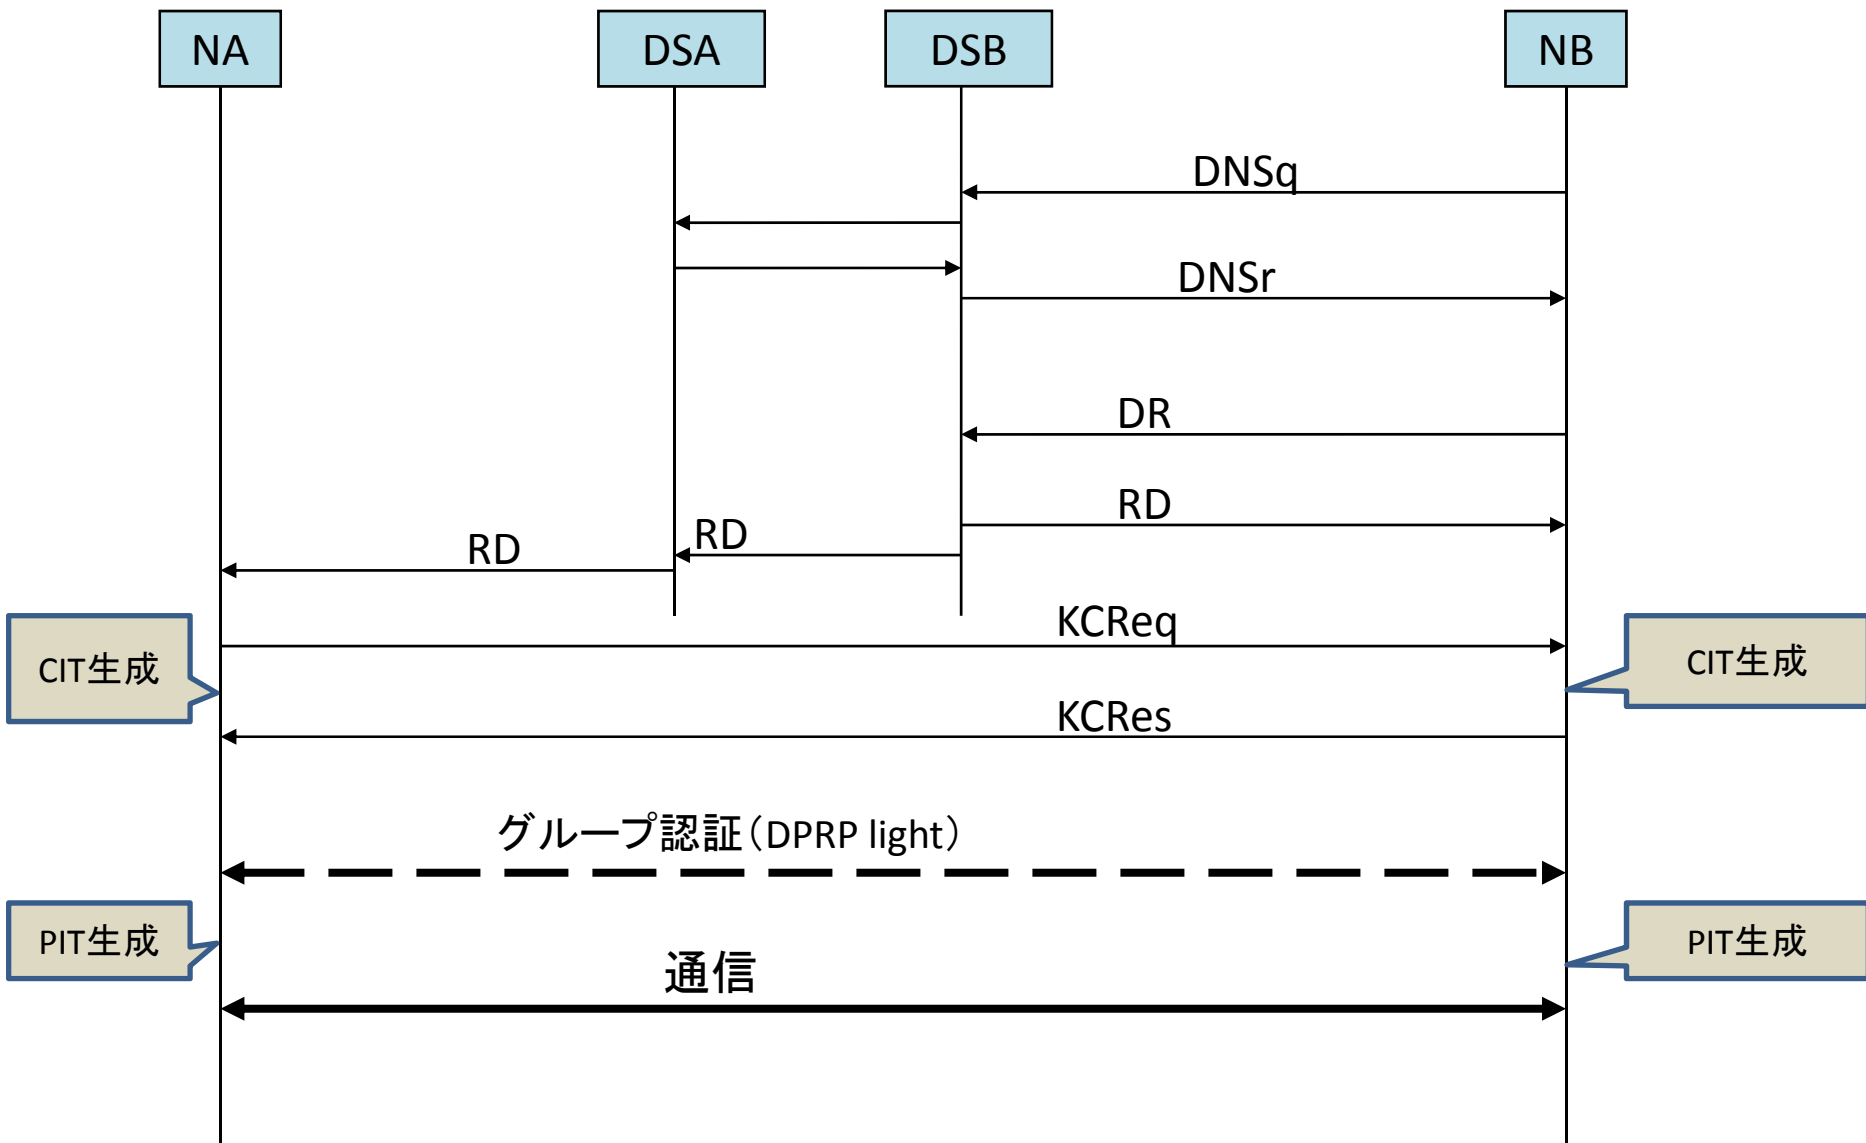 NA
DSA
DSB
NB
DNSq
DNSr
DR
RD
RD
RD
KCReq
CIT生成
CIT生成
KCRes
グループ認証(DPRP light)
PIT生成
PIT生成
通信